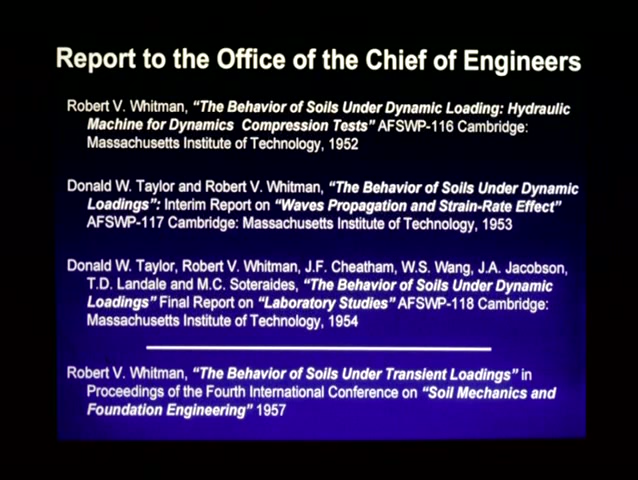 Report to the Office of the Chief of Engineers
Robert V. Whitman, “The Behavior of Soils Under Dynamic Loading: Hydraulic
Machine for Dynamics Compression Tests” AFSWP-116 Cambridge:
Massachusetts Institute of Technology, 1952
Donald W. Taylor and Robert V. Whitman, “The Behavior of Soils Under Dynamic
Loadings”: Interim Report on “Waves Propagation and Strain-Rate Effect”
AFSWP-117 Cambridge: Massachusetts Institute of Technology, 1953
Donald W. Taylor, Robert V. Whitman, J.F. Cheatham, W.S. Wang, J.A. Jacobson,
T.D. Landale and M.C. Soteraides, “The Behavior of Soils Under Dynamic
Loadings” Final Report on “Laboratory Studies” AFSWP-118 Cambridge:
Massachusetts Institute of Technology, 1954
Robert V. Whitman, “The Behavior of Soils Under Transient Loadings” in
Proceedings of the Fourth International Conference on “Soil Mechanics and
Foundation Engineering” 1957